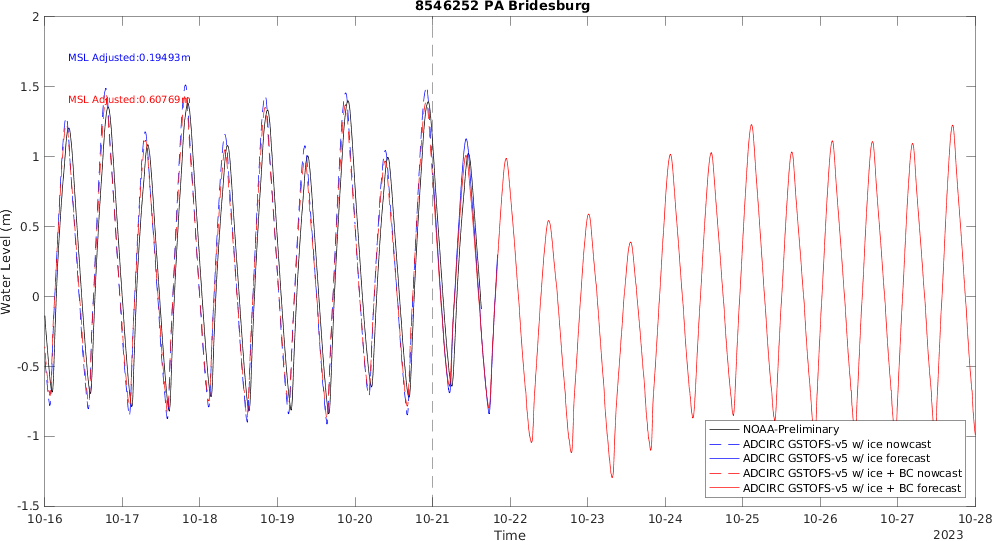 8546252 PA Bridesburg
MSL Adjusted:0.19493m
MSL Adjusted:0.60769m
Water Level (m)
2
1.5
1
0.5
0
-0.5
-1
-1.5
NOAA-Preliminary
ADCIRC GSTOFS-v5 w/ ice nowcast
ADCIRC GSTOFS-v5 w/ ice forecast
ADCIRC GSTOFS-v5 w/ ice + BC nowcast
ADCIRC GSTOFS-v5 w/ ice + BC forecast
10-16 10-17 10-18 10-19 10-20 10-21 10-22 10-23 10-24 10-25 10-26 10-27 10-28
Time
2023